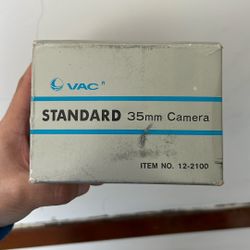 VAC
STANDARD 35mm Camera
ITEM NO. 12-2100